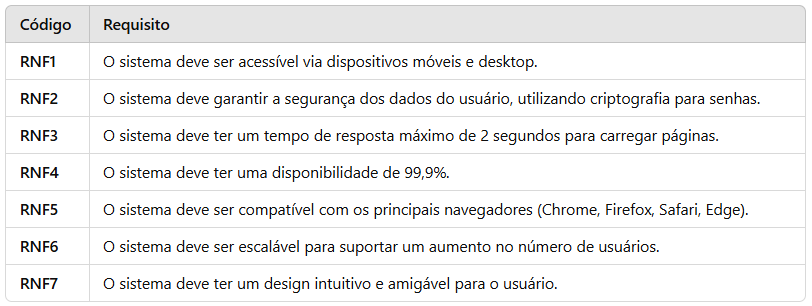 Código Requisito
RNF1 O sistema deve ser acessível via dispositivos móveis e desktop.
RNF2 O sistema deve garantir a segurança dos dados do usuário, utilizando criptografia para senhas.
RNF3 O sistema deve ter um tempo de resposta máximo de 2 segundos para carregar páginas.
RNF4 O sistema deve ter uma disponibilidade de 99,9%.
RNF5 O sistema deve ser compatível com os principais navegadores (Chrome, Firefox, Safari, Edge).
RNF6 O sistema deve ser escalável para suportar um aumento no número de usuários.
RNF7 O sistema deve ter um design intuitivo e amigável para o usuário.